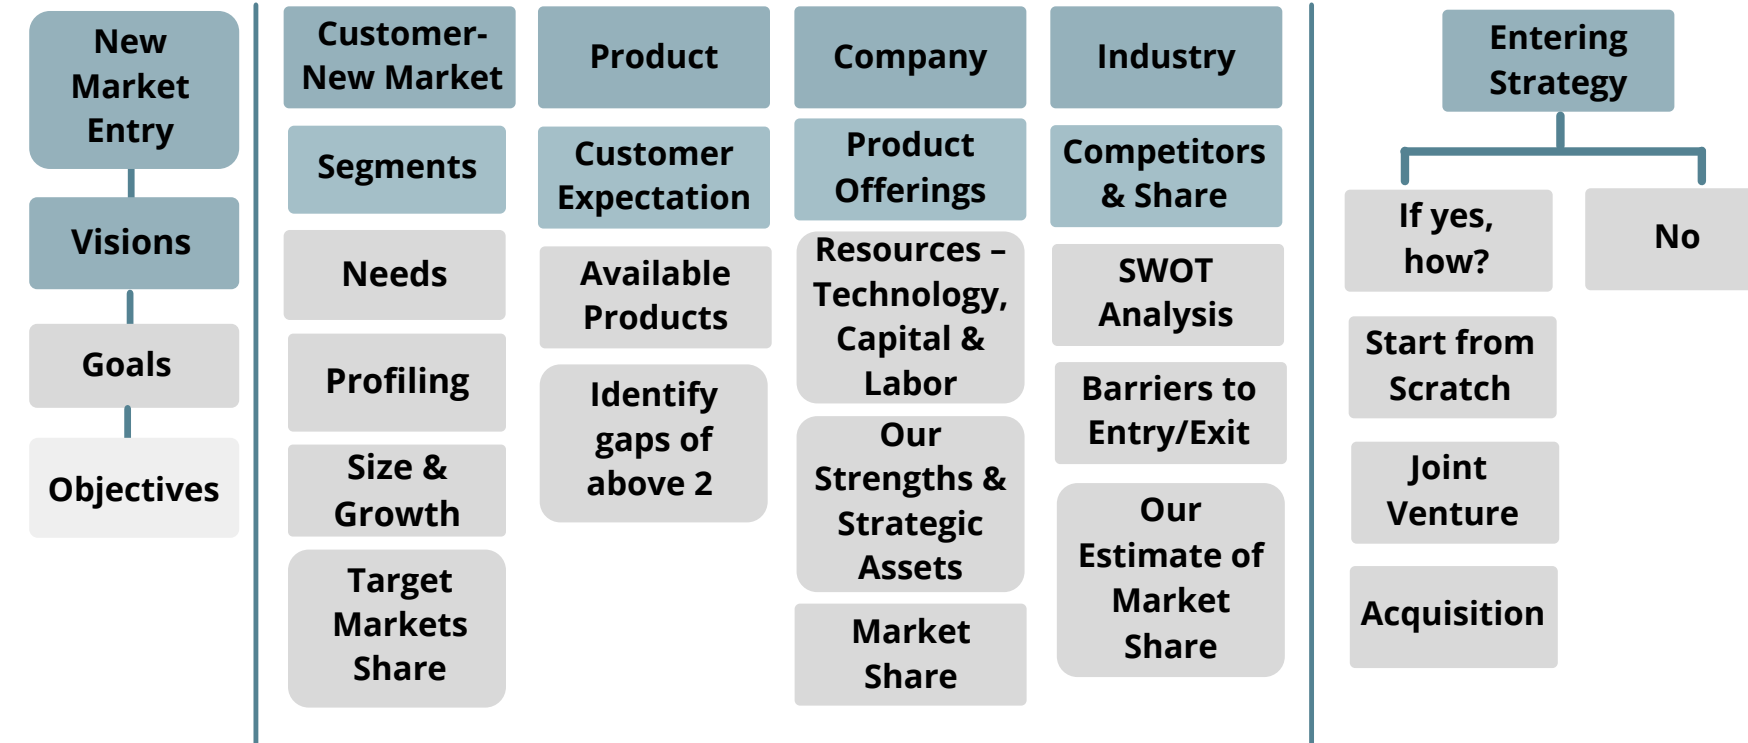 New
Market
Entry
Visions
Goals
Objectives
Customer-
New Market
Segments
Needs
Profiling
Size &
Growth
Target
Markets
Share
Product
Customer
Expectation
Available
Products
Identify
gaps of
above 2
Company
Product
Offerings
Resources –
Technology,
Capital &
Labor
Our
Strengths &
Strategic
Assets
Market
Share
Industry
Competitors
& Share
SWOT
Analysis
Barriers to
Entry/Exit
Our
Estimate of
Market
Share
Entering
Strategy
If yes,
how?
No
Start from
Scratch
Joint
Venture
Acquisition